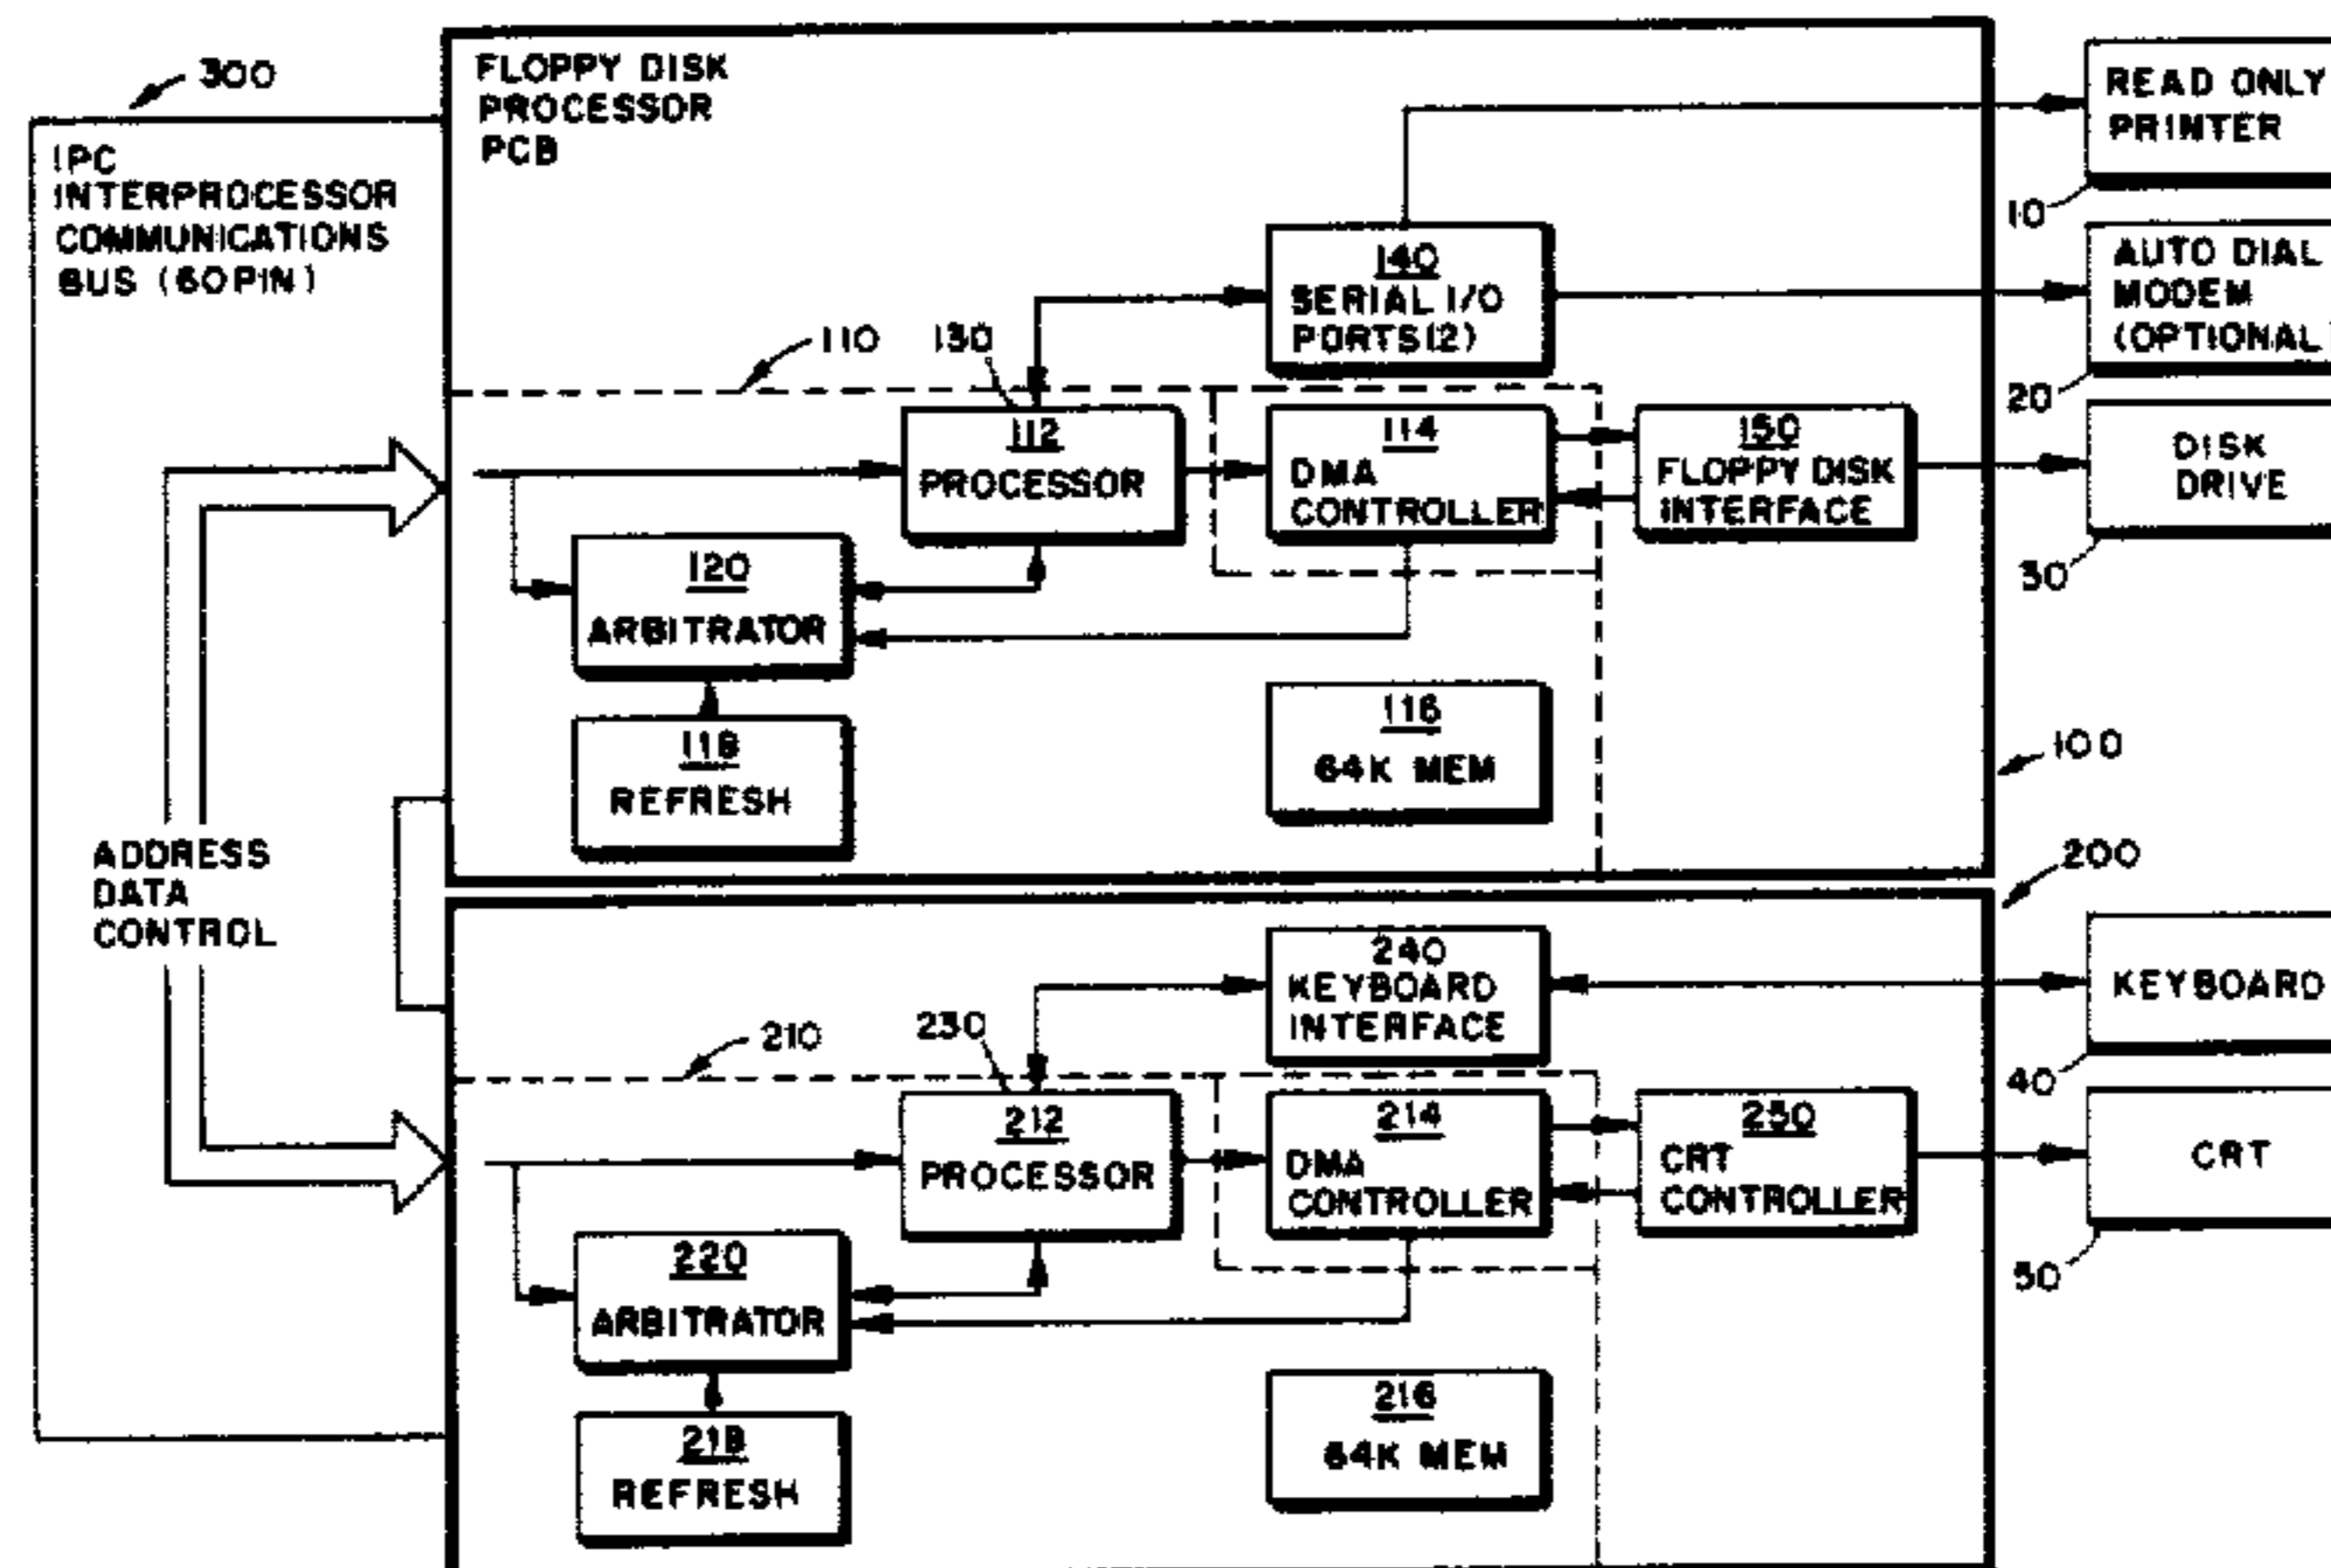 300
IPC
INTERPROCESSOR
COMMUNICATIONS
BUS (60 PIN)
ADDRESS
DATA
CONTROL
FLOPPY DISK
PROCESSOR
PCB
140
SERIAL I/O
PORTS (2)
110
130
112
PROCESSOR
114
DMA
CONTROLLER
150
FLOPPY DISK
INTERFACE
120
ARBITRATOR
118
REFRESH
116
64K MEM
READ ONLY
PRINTER
10
AUTO DIAL
MODEM
(OPTIONAL)
20
DISK
DRIVE
30
100
200
240
KEYBOARD
INTERFACE
210
230
212
PROCESSOR
214
DMA
CONTROLLER
250
CRT
CONTROLLER
220
ARBITRATOR
218
REFRESH
216
64K MEM
KEYBOARD
40
CRT
50